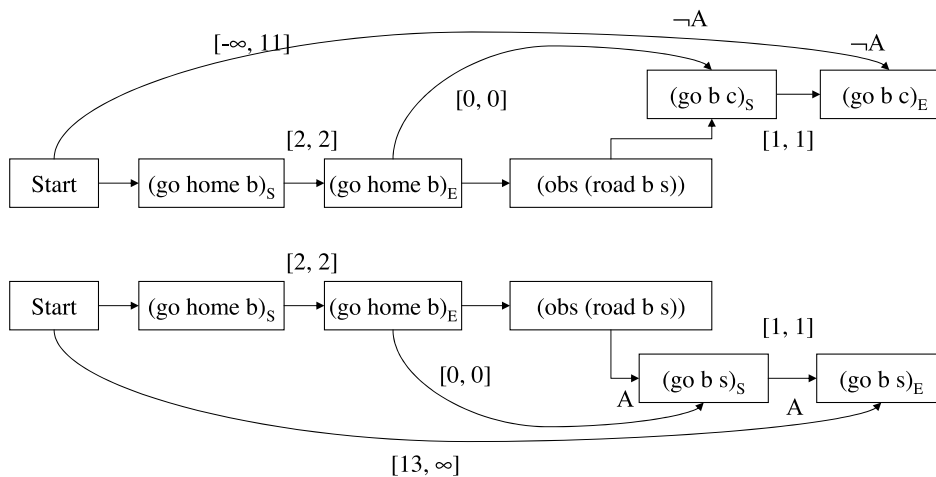 ¬A
[-∞, 11]
¬A
[0, 0]
(go b c)S
(go b c)E
[2, 2]
[1, 1]
Start
(go home b)S
(go home b)E
(obs (road b s))
[2, 2]
Start
(go home b)S
(go home b)E
(obs (road b s))
[1, 1]
[0, 0]
(go b s)S
(go b s)E
A
A
[13, ∞]